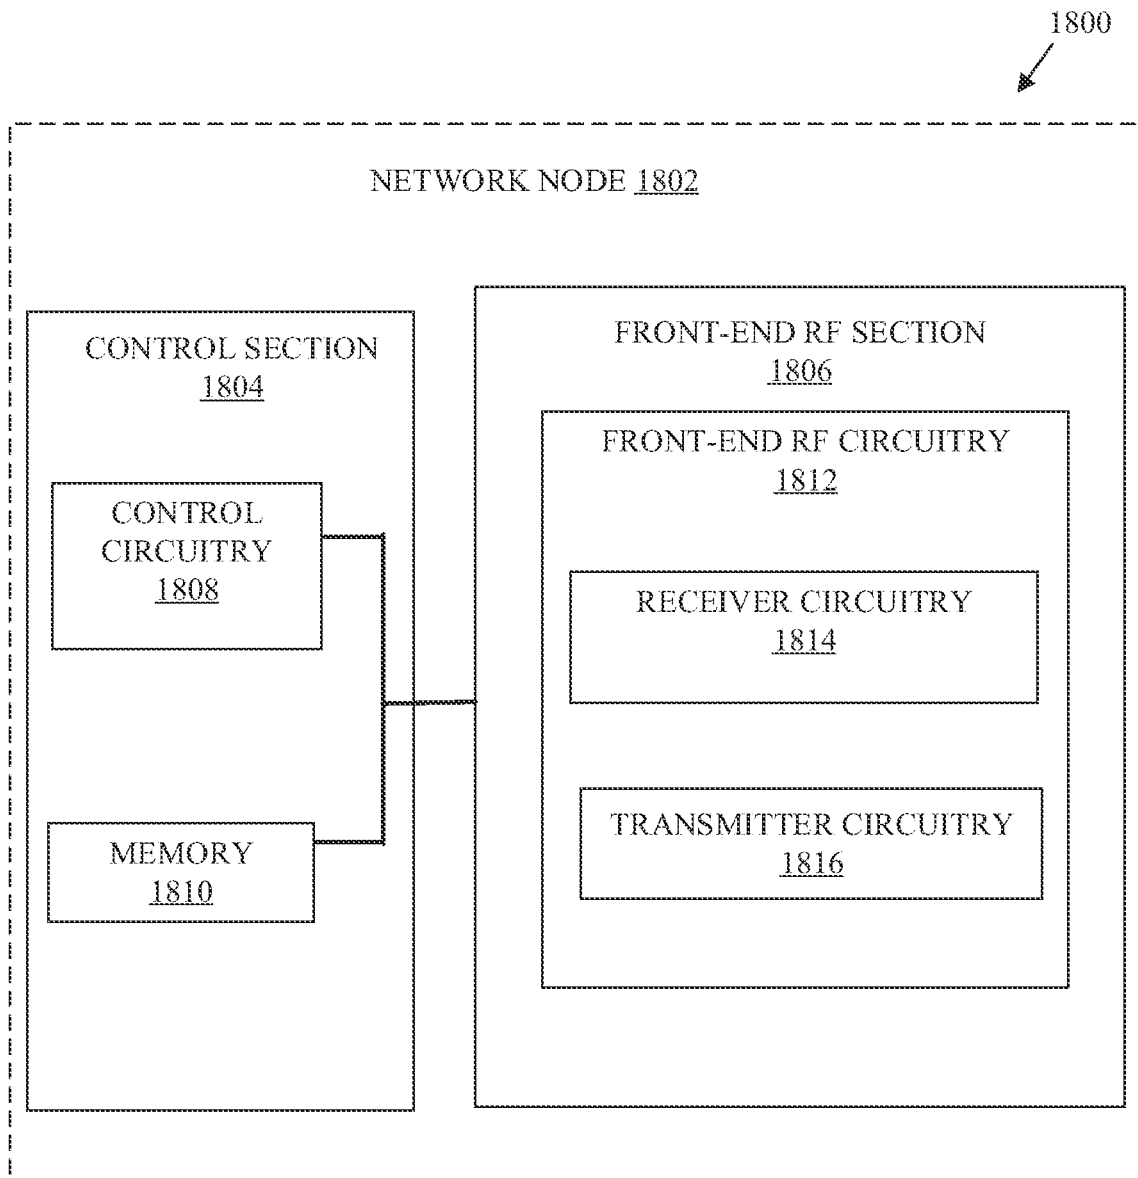 1800
NETWORK NODE 1802
CONTROL SECTION
1804
CONTROL
CIRCUITRY
1808
MEMORY
1810
FRONT-END RF SECTION
1806
FRONT-END RF CIRCUITRY
1812
RECEIVER CIRCUITRY
1814
TRANSMITTER CIRCUITRY
1816